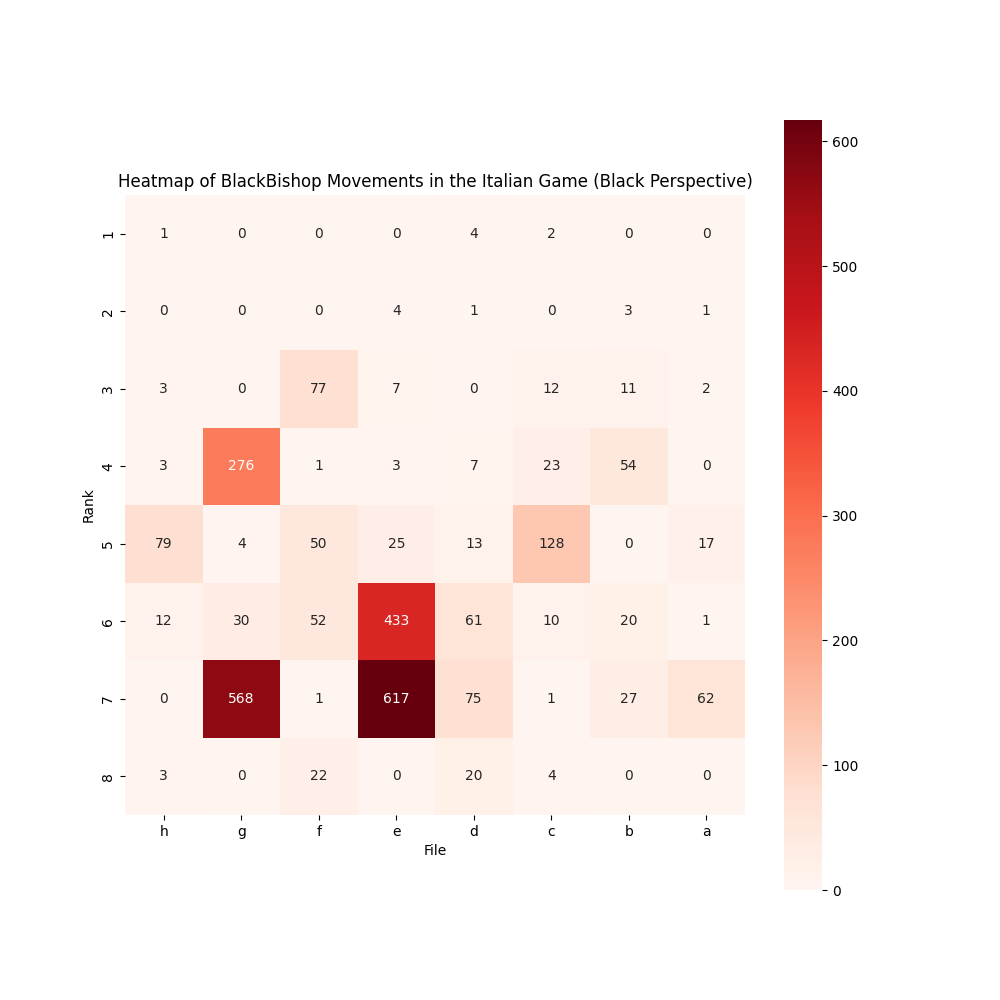 Heatmap of BlackBishop Movements in the Italian Game (Black Perspective)
600
500
400
300
200
100
0
Rank
1 1 0 0 0 4 2 0 0
2 0 0 0 4 1 0 3 1
3 3 0 77 7 0 12 11 2
4 3 276 1 3 7 23 54 0
5 79 4 50 25 13 128 0 17
6 12 30 52 433 61 10 20 1
7 0 568 1 617 75 1 27 62
8 3 0 22 0 20 4 0 0
h g f e d c b a
File